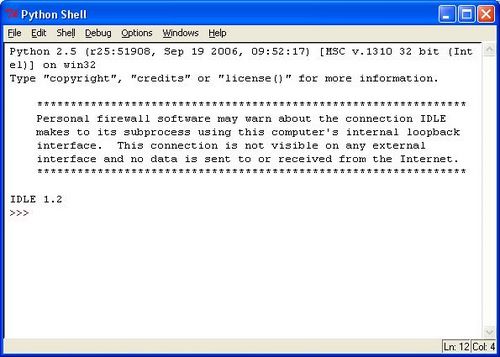 Python Shell
File Edit Shell Debug Options Windows Help
Python 2.5 (r25:51908, Sep 19 2006, 09:52:17) [MSC v.1310 32 bit (Int
el)] on win32
Type "copyright", "credits" or "license()" for more information.
****************************************************************
Personal firewall software may warn about the connection IDLE
makes to its subprocess using this computer's internal loopback
interface.  This connection is not visible on any external
interface and no data is sent to or received from the Internet.
****************************************************************
IDLE 1.2
>>>
Ln: 12 Col: 4